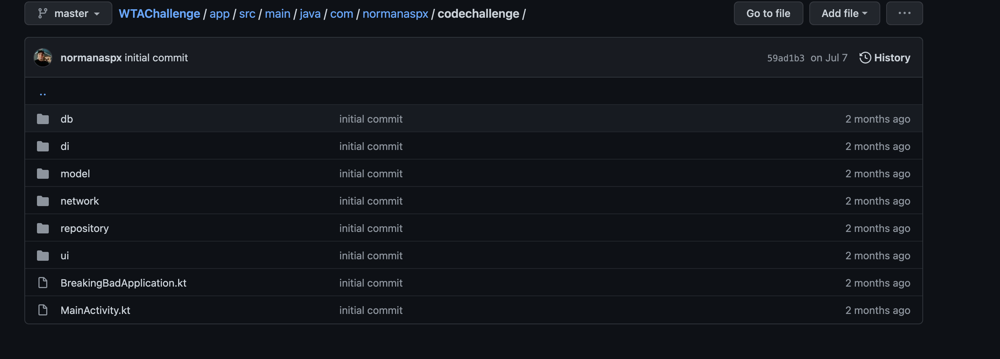 master WTAChallenge / app / src / main / java / com / normanaspx / codechallenge / Go to file Add file ...
normanaspx initial commit 59ad1b3 on Jul 7 History
..
db initial commit 2 months ago
di initial commit 2 months ago
model initial commit 2 months ago
network initial commit 2 months ago
repository initial commit 2 months ago
ui initial commit 2 months ago
BreakingBadApplication.kt initial commit 2 months ago
MainActivity.kt initial commit 2 months ago